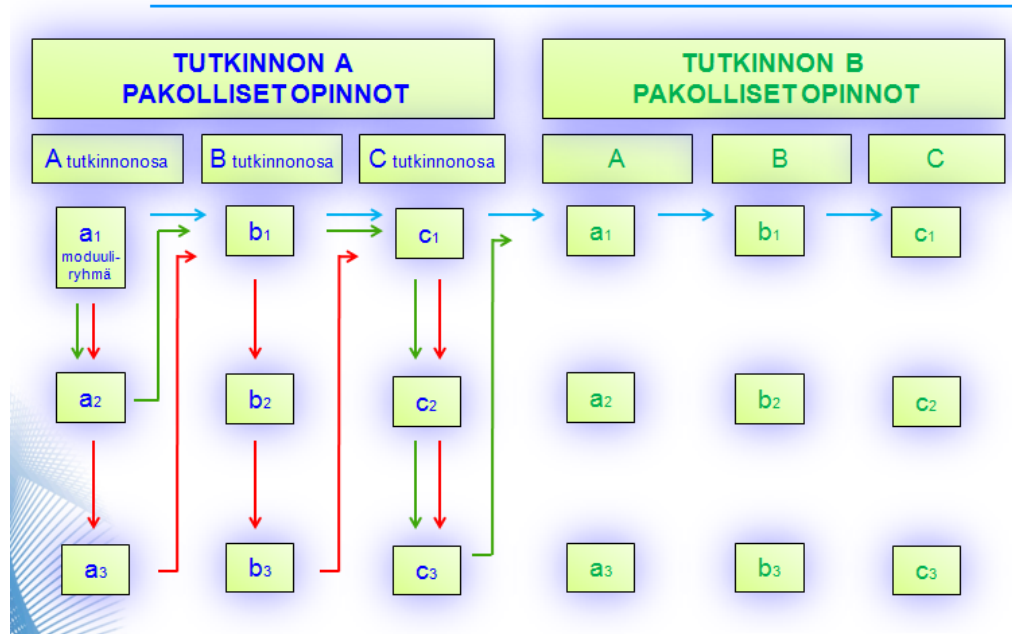 TUTKINNON A
PAKOLLISET OPINNOT
TUTKINNON B
PAKOLLISET OPINNOT
A tutkinnonosa
B tutkinnonosa
C tutkinnonosa
A
B
C
a1
moduuli-
ryhmä
b1
c1
a1
b1
c1
a2
b2
c2
a2
b2
c2
a3
b3
c3
a3
b3
c3